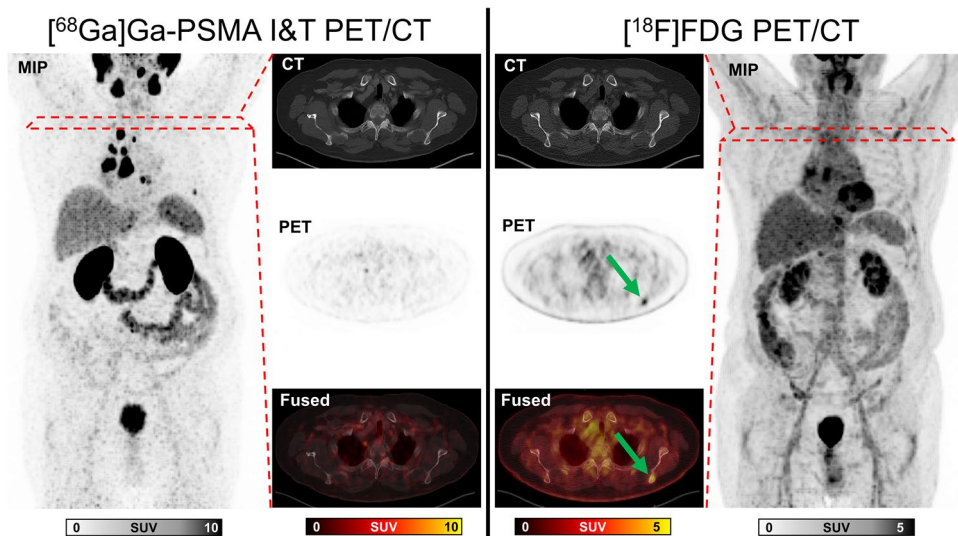 [⁶⁸Ga]Ga-PSMA I&T PET/CT
MIP
CT
PET
Fused
0 SUV 10
0 SUV 10
[¹⁸F]FDG PET/CT
CT
MIP
PET
Fused
0 SUV 5
0 SUV 5